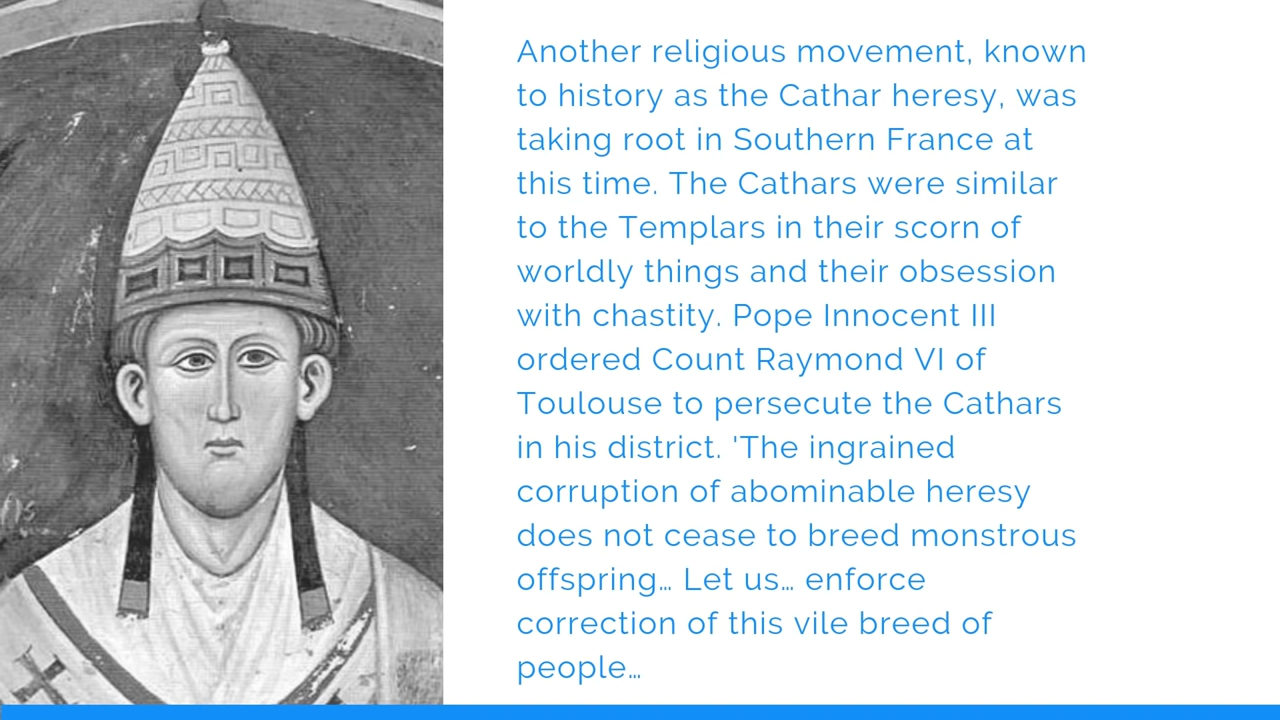 Another religious movement, known
to history as the Cathar heresy, was
taking root in Southern France at
this time. The Cathars were similar
to the Templars in their scorn of
worldly things and their obsession
with chastity. Pope Innocent III
ordered Count Raymond VI of
Toulouse to persecute the Cathars
in his district. 'The ingrained
corruption of abominable heresy
does not cease to breed monstrous
offspring… Let us… enforce
correction of this vile breed of
people…